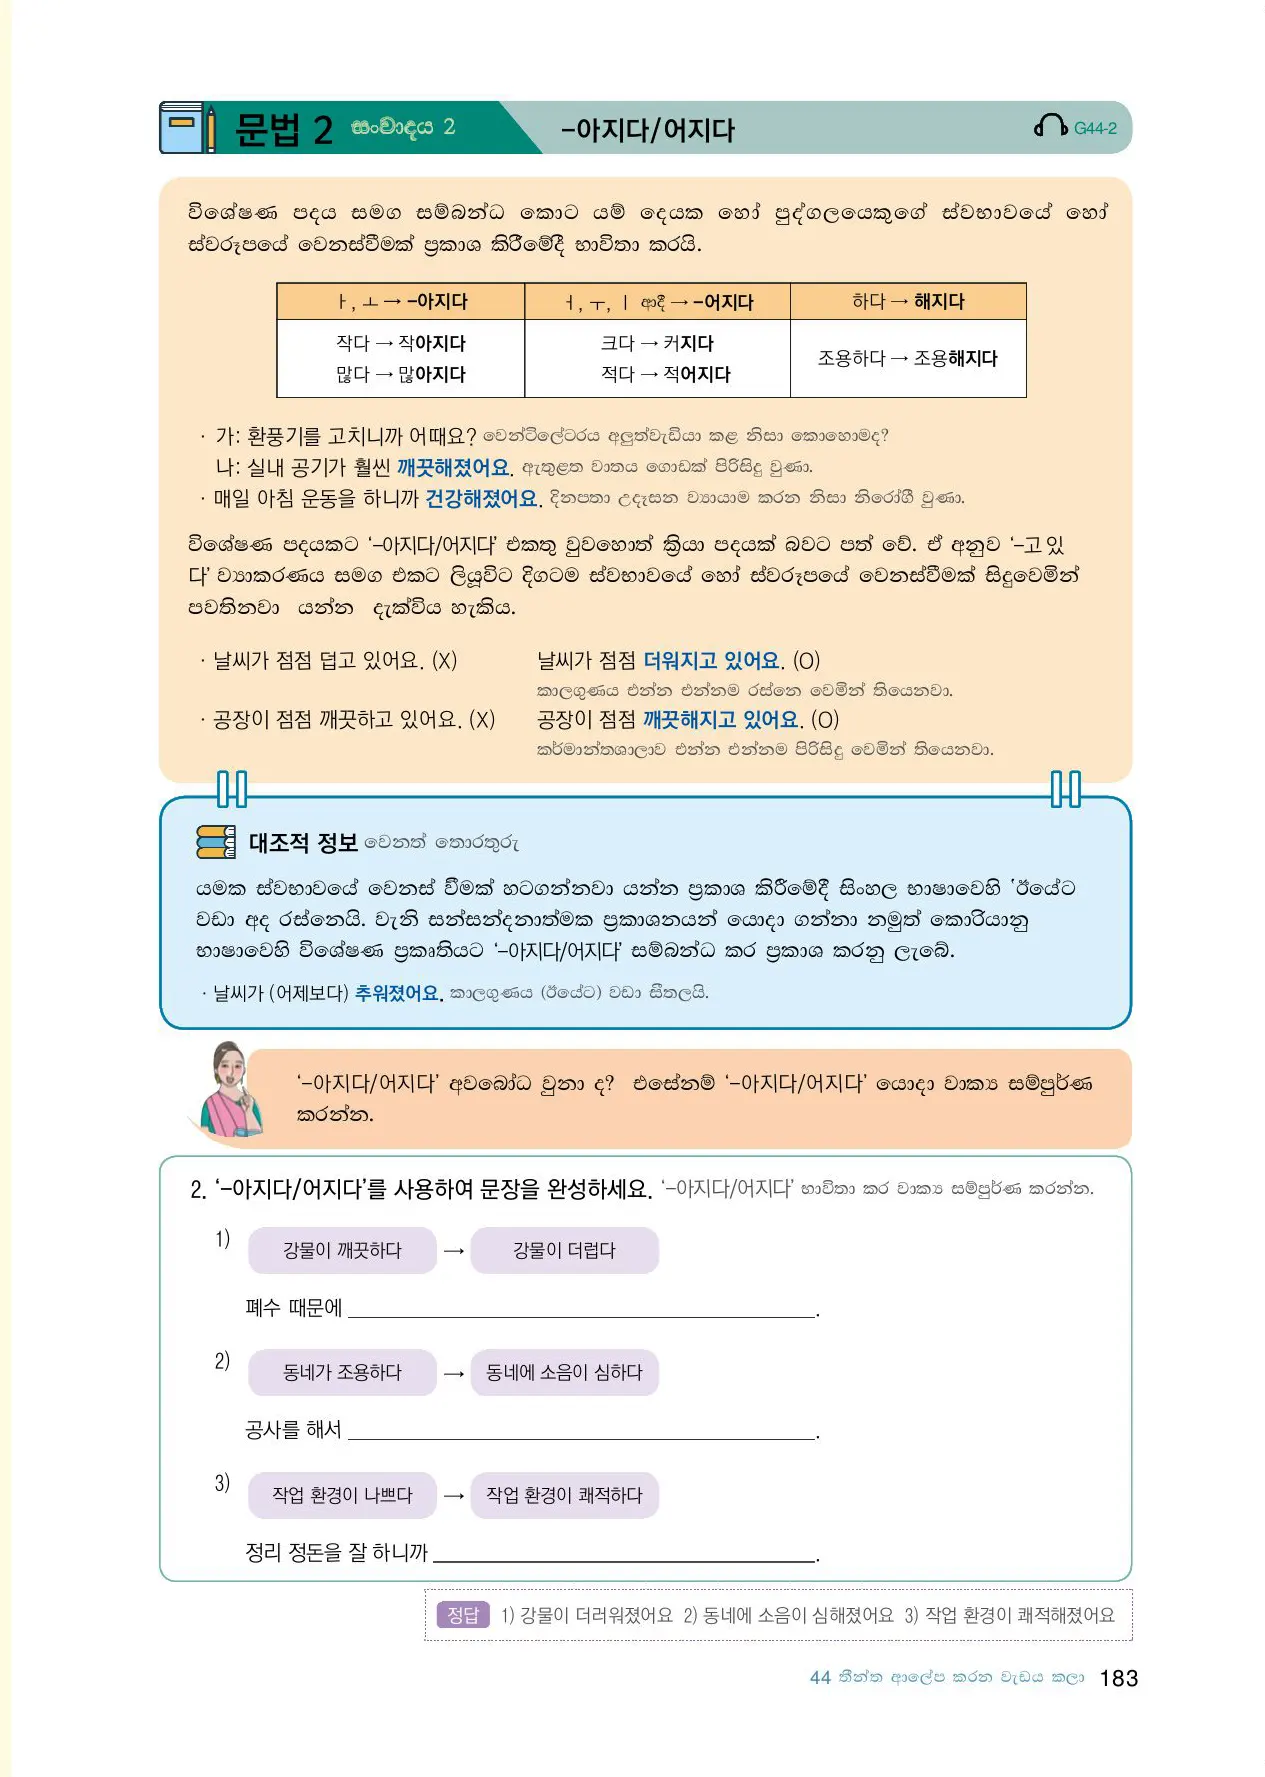 문법 2 සංවාදය 2 -아지다/어지다 G44-2
විශේෂණ පදය සමග සම්බන්ධ කොට යම් දෙයක හෝ පුද්ගලයෙකුගේ ස්වභාවයේ හෝ
ස්වරූපයේ වෙනස්වීමක් ප්‍රකාශ කිරීමේදී භාවිතා කරයි.
ㅏ, ㅗ → -아지다 ㅓ, ㅜ, ㅣ ආදී → -어지다 하다 → 해지다
작다 → 작아지다 크다 → 커지다 조용하다 → 조용해지다
많다 → 많아지다 적다 → 적어지다
· 가: 환풍기를 고치니까 어때요? වෙන්ටිලේටරය අලුත්වැඩියා කළ නිසා කොහොමද?
나: 실내 공기가 훨씬 깨끗해졌어요. ඇතුළත වාතය ගොඩක් පිරිසිදු වුණා.
· 매일 아침 운동을 하니까 건강해졌어요. දිනපතා උදෑසන ව්‍යායාම කරන නිසා නිරෝගී වුණා.
විශේෂණ පදයකට ‘-아지다/어지다’ එකතු වුවහොත් ක්‍රියා පදයක් බවට පත් වේ. ඒ අනුව ‘-고 있
다’ ව්‍යාකරණය සමග එකට ලියූවිට දිගටම ස්වභාවයේ හෝ ස්වරූපයේ වෙනස්වීමක් සිදුවෙමින්
පවතිනවා යන්න දැක්විය හැකිය.
· 날씨가 점점 덥고 있어요. (X) 날씨가 점점 더워지고 있어요. (O)
කාලගුණය එන්න එන්නම රස්නෙ වෙමින් තියෙනවා.
· 공장이 점점 깨끗하고 있어요. (X) 공장이 점점 깨끗해지고 있어요. (O)
කර්මාන්තශාලාව එන්න එන්නම පිරිසිදු වෙමින් තියෙනවා.
대조적 정보 වෙනත් තොරතුරු
යමක ස්වභාවයේ වෙනස් වීමක් හටගන්නවා යන්න ප්‍රකාශ කිරීමේදී සිංහල භාෂාවෙහි ‘ඊයේට
වඩා අද රස්නෙයි. වැනි සන්සන්දනාත්මක ප්‍රකාශනයන් යොදා ගන්නා නමුත් කොරියානු
භාෂාවෙහි විශේෂණ ප්‍රකෘතියට ‘-아지다/어지다’ සම්බන්ධ කර ප්‍රකාශ කරනු ලැබේ.
· 날씨가 (어제보다) 추워졌어요. කාලගුණය (ඊයේට) වඩා සීතලයි.
‘-아지다/어지다’ අවබෝධ වුනා ද? එසේනම් ‘-아지다/어지다’ යොදා වාක්‍ය සම්පූර්ණ
කරන්න.
2. ‘-아지다/어지다’를 사용하여 문장을 완성하세요. ‘-아지다/어지다’ භාවිතා කර වාක්‍ය සම්පූර්ණ කරන්න.
1) 강물이 깨끗하다 → 강물이 더럽다
폐수 때문에 ____________________.
2) 동네가 조용하다 → 동네에 소음이 심하다
공사를 해서 ____________________.
3) 작업 환경이 나쁘다 → 작업 환경이 쾌적하다
정리 정돈을 잘 하니까 ____________________.
정답 1) 강물이 더러워졌어요 2) 동네에 소음이 심해졌어요 3) 작업 환경이 쾌적해졌어요
44 තීන්ත ආලේප කරන වැඩය කලා 183